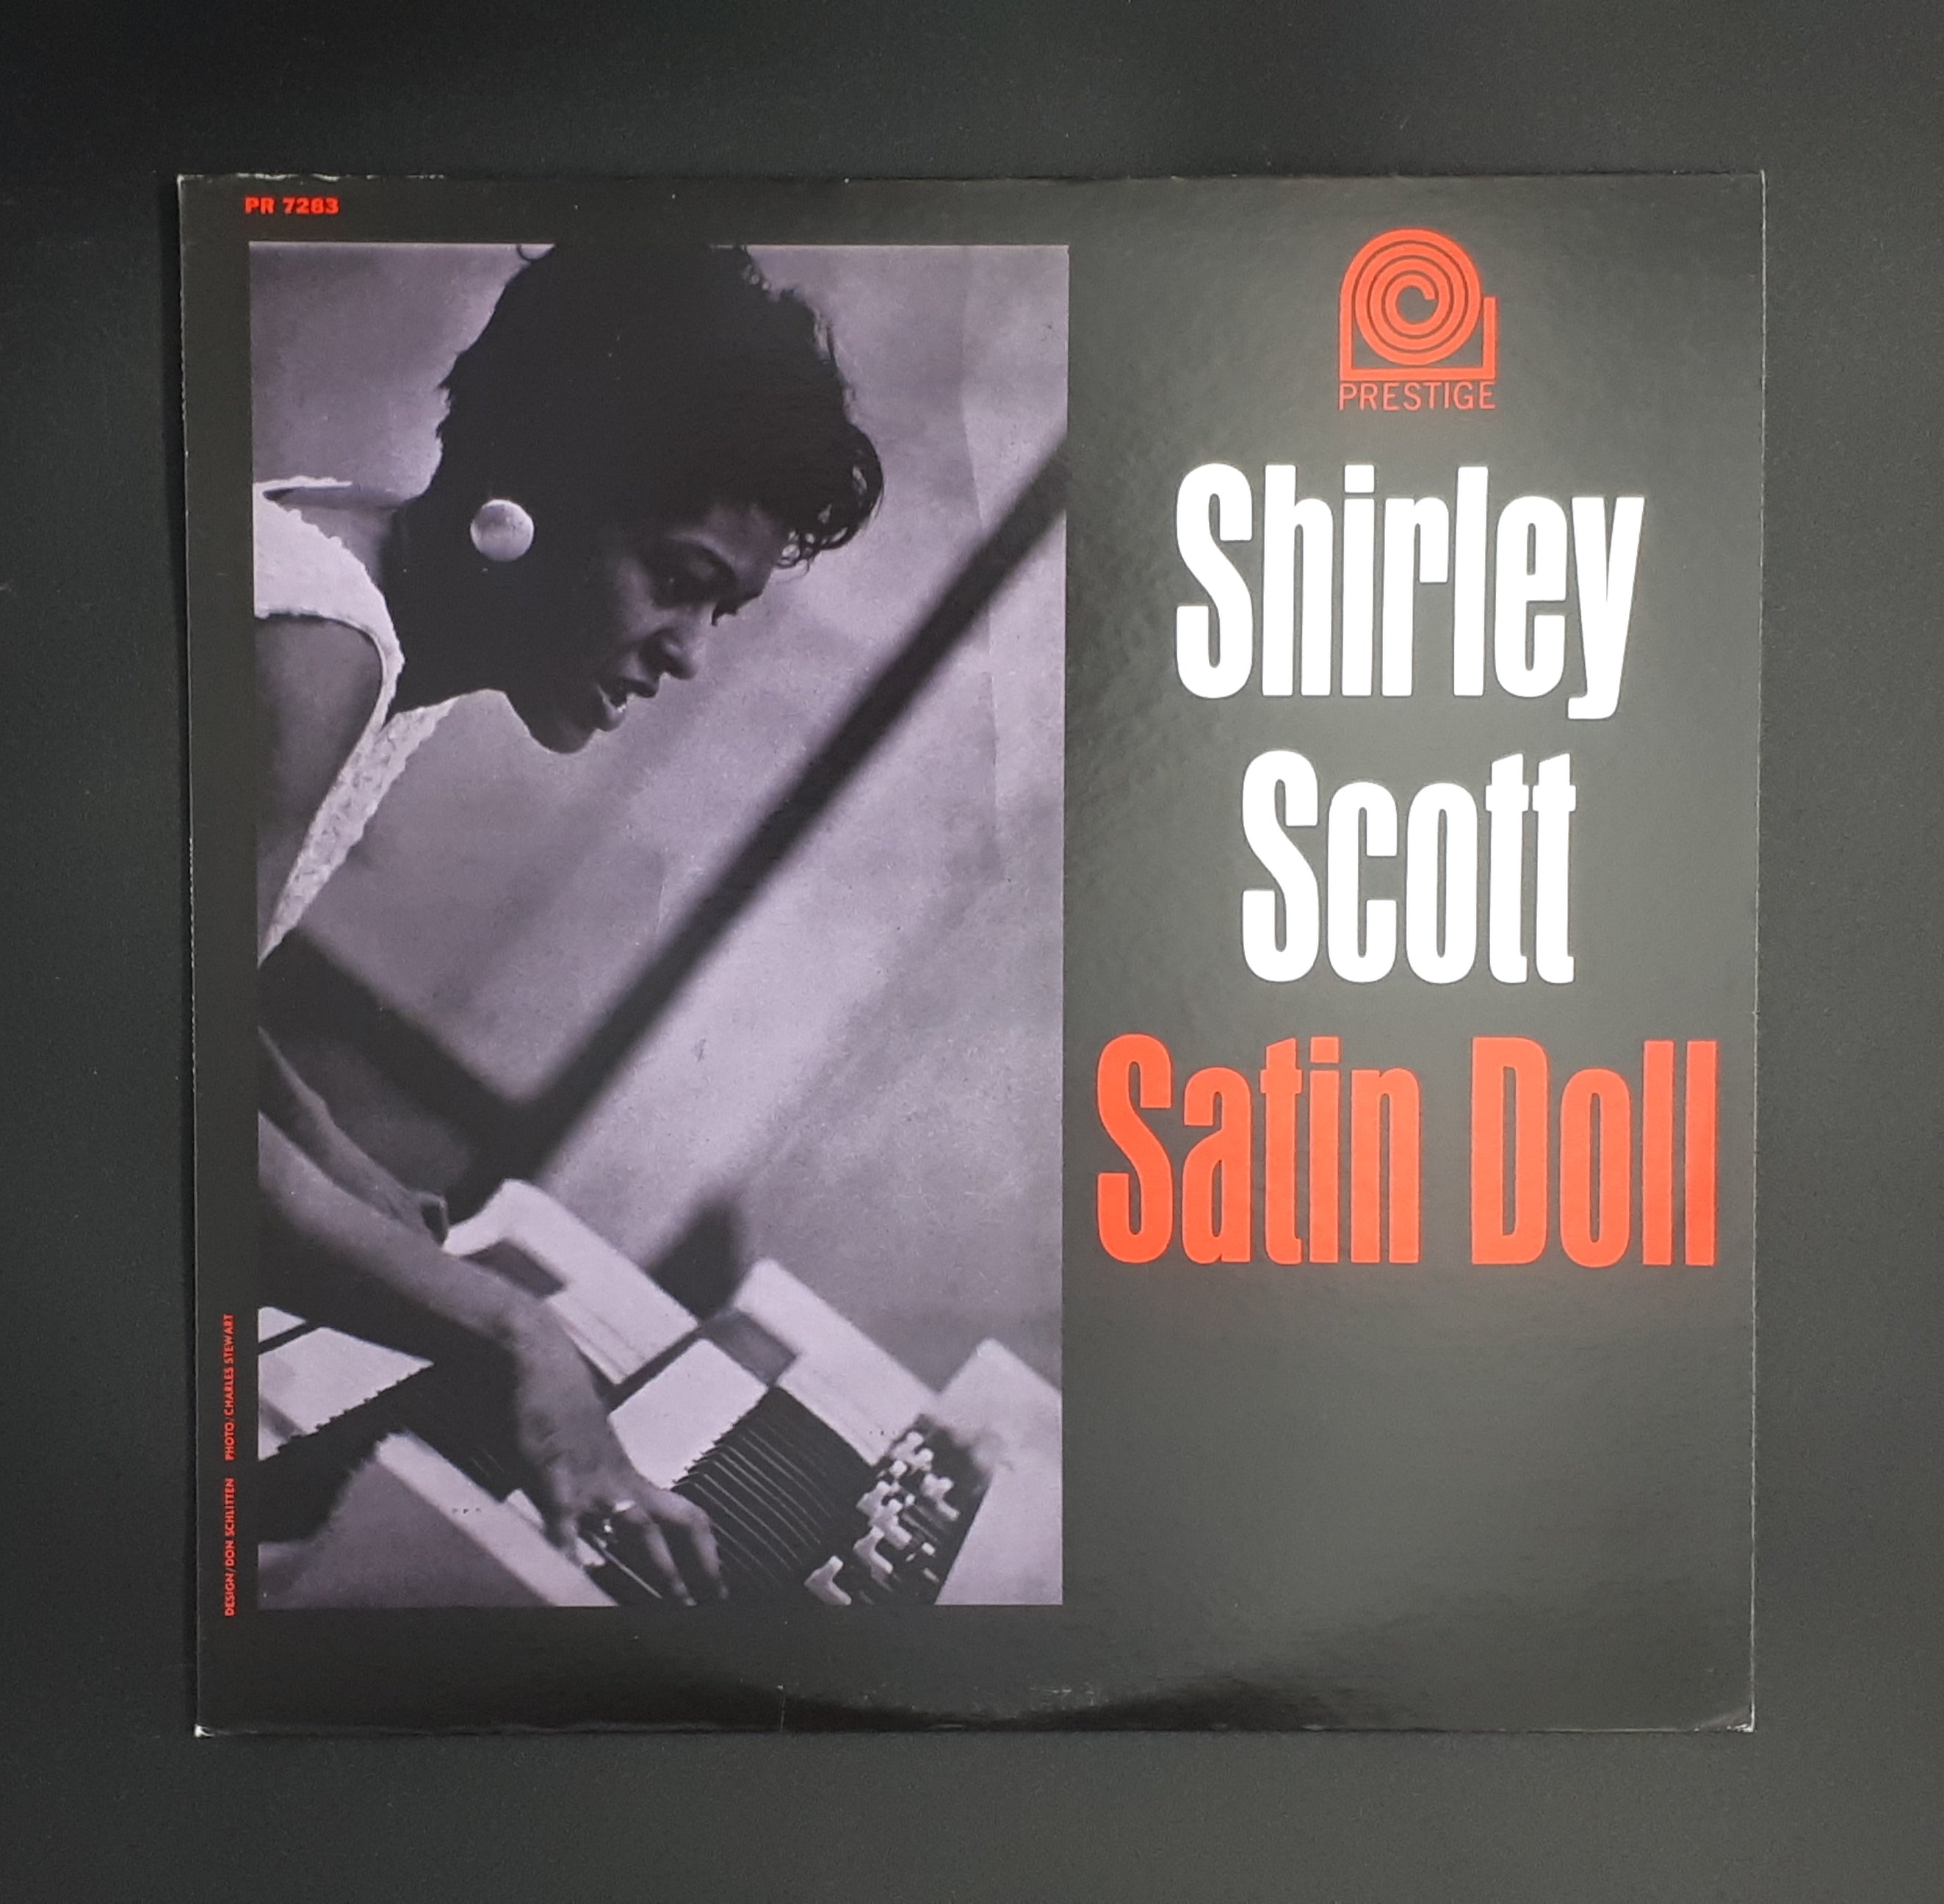 PR 7283
PRESTIGE
Shirley
Scott
Satin Doll
DESIGN/DON SCHLITTEN PHOTO/CHARLES STEWART